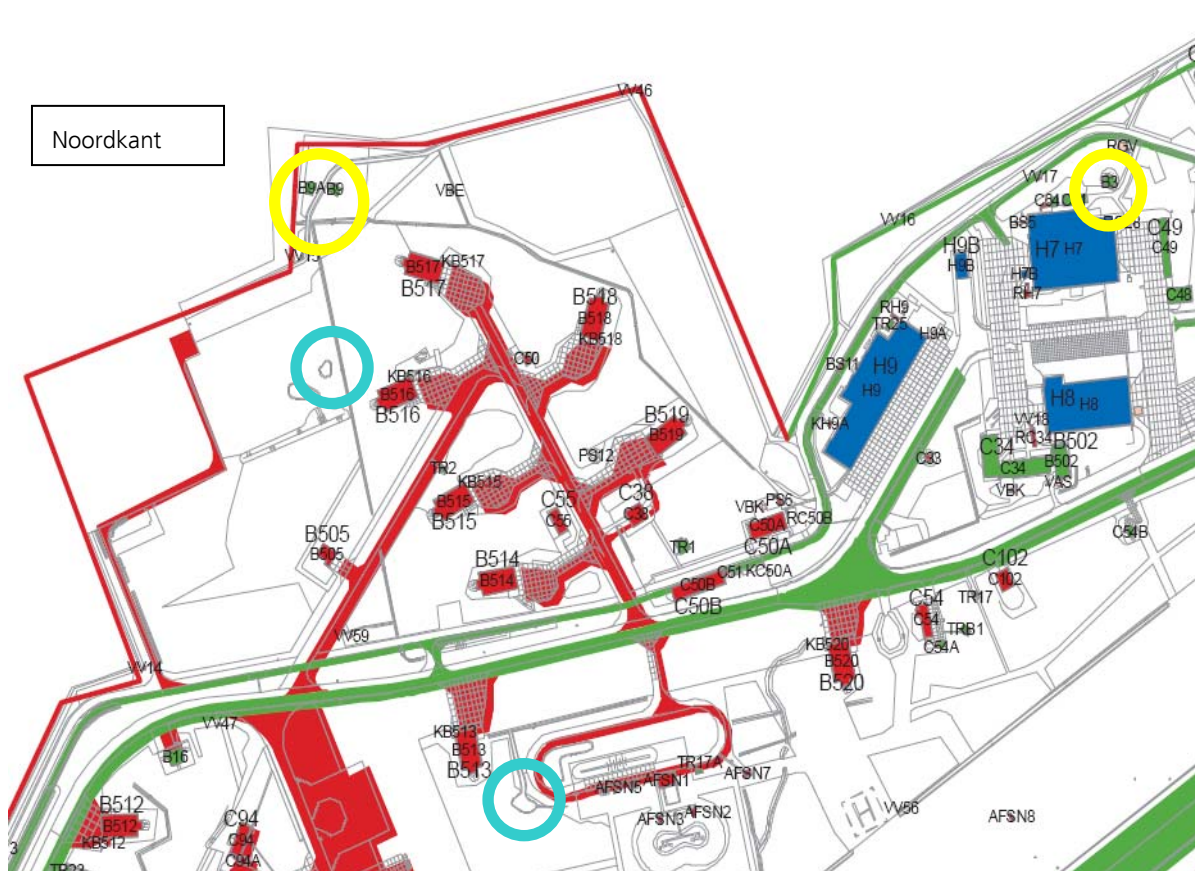 Noordkant
VV46
RGV
B9A B9
VBE
VV17
B3
C64
VV16
BS5
C49
H9B
H7 H7
C49
VV15
H9B
B517
KB517
H7B
B517
RH7
C48
B518
RH9
B518
TR25
H9A
KB518
C50
BS11
H9
KB516
B516
H9
H8 H8
B516
B519
VV18
KH9A
RC34
B502
B519
C34
PS12
C33
C34
B502
TR2
KB515
VBK
VAS
B515
C55
C38
PS6
B515
VBK
C38
RC50B
C55
C50A
C54B
B505
TR1
C50A
B505
B514
C102
C51
KC50A
B514
C50B
C102
C50B
C54
TR17
C54
TRB1
VV59
KB520
C54A
VV14
B520
B520
VV47
KB513
B513
B16
B513
TR17A
AFSN7
AFSN5
AFSN1
B512
H
VV56
C94
AFSN3
AFSN2
AFSN8
B512
C94
KB512
C94A
3
TR23